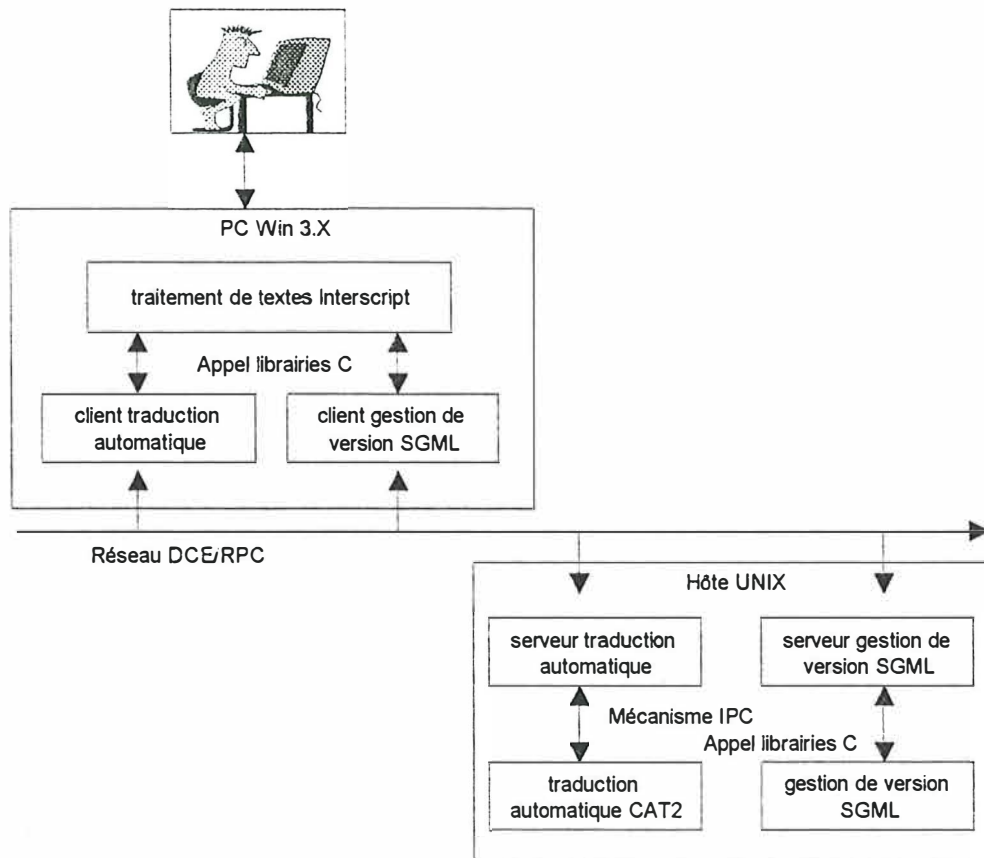 PC Win 3.X
traitement de textes Interscript
Appel librairies C
client traduction
automatique
client gestion de
version SGML
Réseau DCE/RPC
Hôte UNIX
serveur traduction
automatique
serveur gestion de
version SGML
Mécanisme IPC
Appel librairies C
traduction
automatique CAT2
gestion de version
SGML